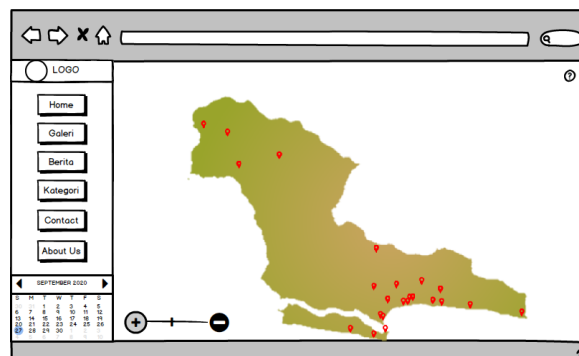 LOGO
Home
Galeri
Berita
Kategori
Contact
About Us
SEPTEMBER 2020
S M T W T F S
1 2 3 4 5
6 7 8 9 10 11 12
13 14 15 16 17 18 19
20 21 22 23 24 25 26
27 28 29 30
?